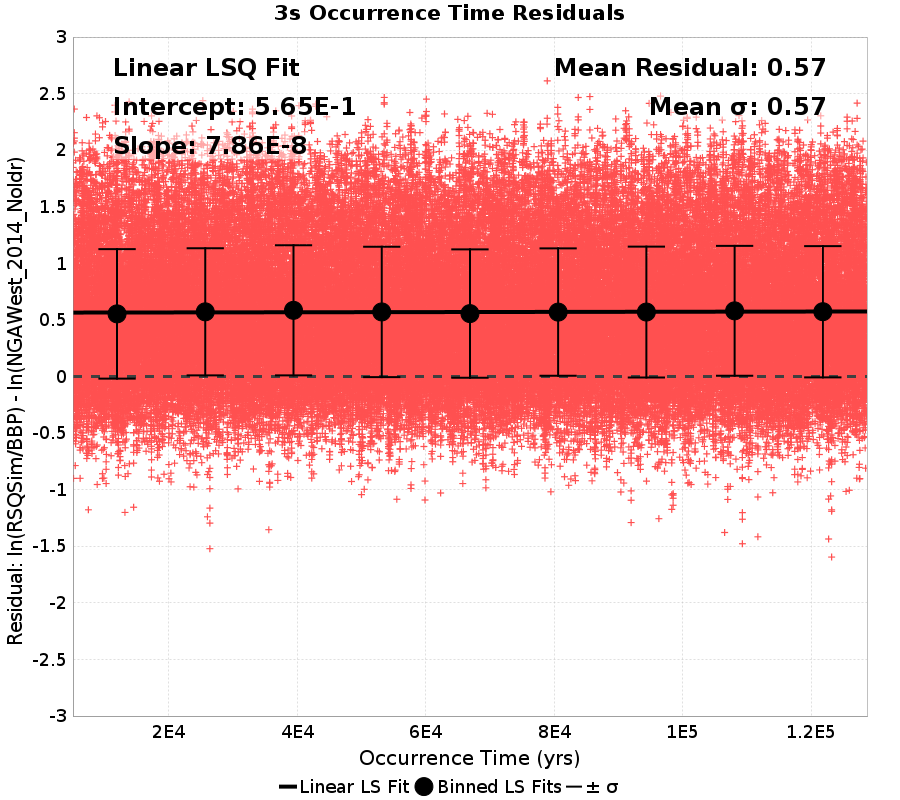 3s Occurrence Time Residuals
Linear LSQ Fit
Intercept: 5.65E-1
Slope: 7.86E-8
Mean Residual: 0.57
Mean σ: 0.57
Residual: ln(RSQSim/BBP) - ln(NGAWest_2014_NoIdr)
3
2.5
2
1.5
1
0.5
0
-0.5
-1
-1.5
-2
-2.5
-3
2E4
4E4
6E4
8E4
1E5
1.2E5
Occurrence Time (yrs)
Linear LS Fit
Binned LS Fits
± σ